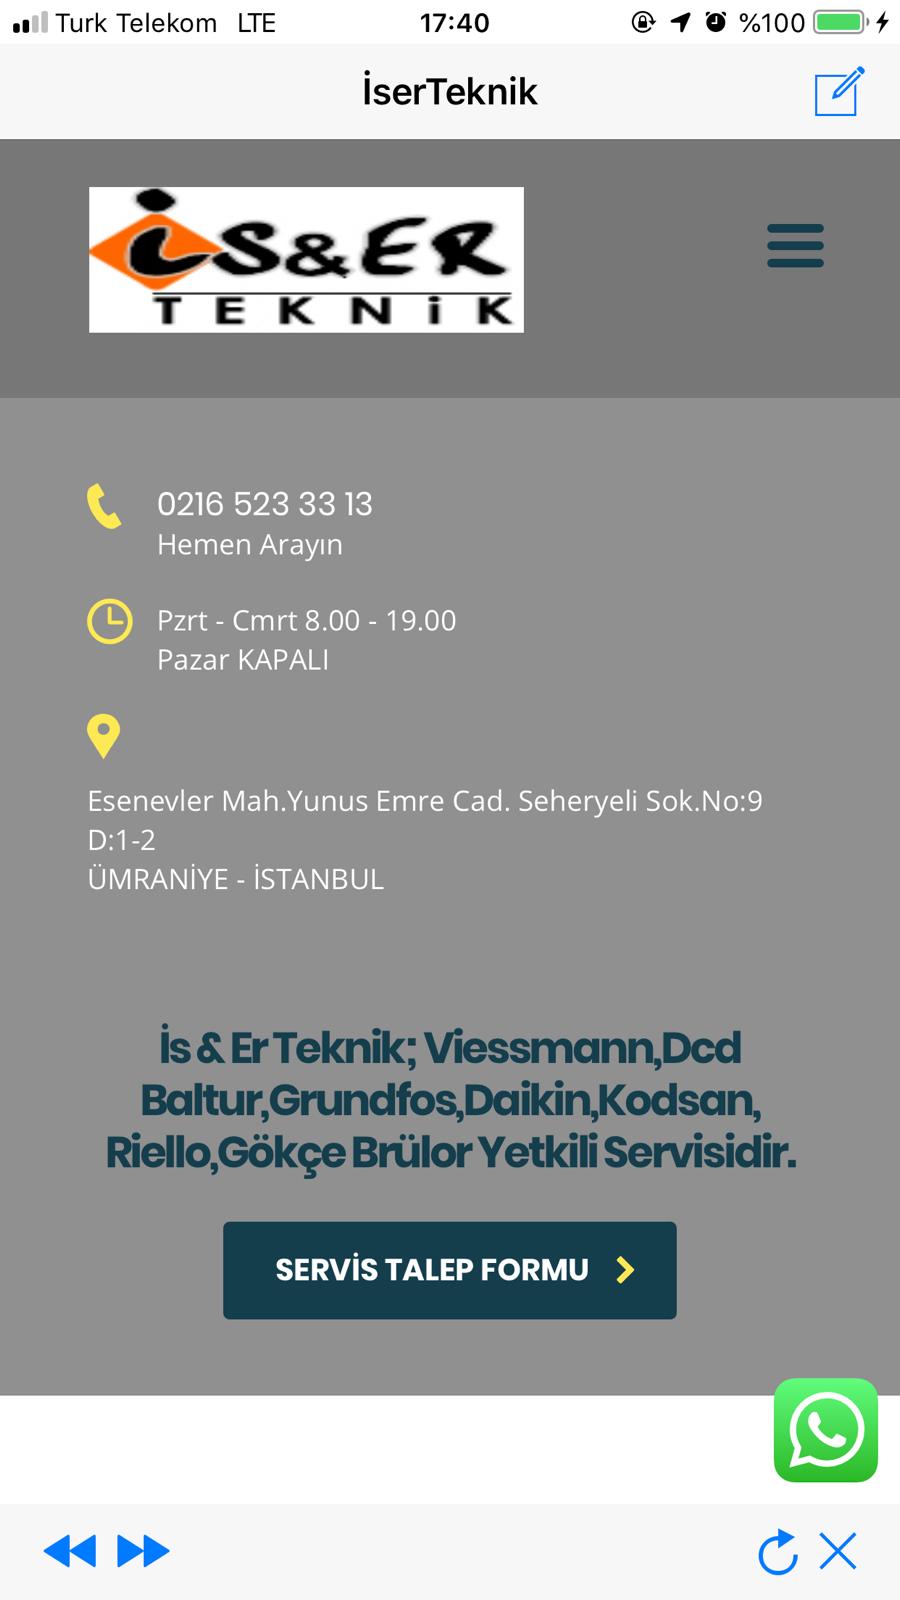 Turk Telekom LTE 17:40 %100
İserTeknik
iS&ER
TEKNiK
0216 523 33 13
Hemen Arayın
Pzrt - Cmrt 8.00 - 19.00
Pazar KAPALI
Esenevler Mah.Yunus Emre Cad. Seheryeli Sok.No:9
D:1-2
ÜMRANİYE - İSTANBUL
İs & Er Teknik; Viessmann,Dcd
Baltur,Grundfos,Daikin,Kodsan,
Riello,Gökçe Brülor Yetkili Servisidir.
SERVİS TALEP FORMU